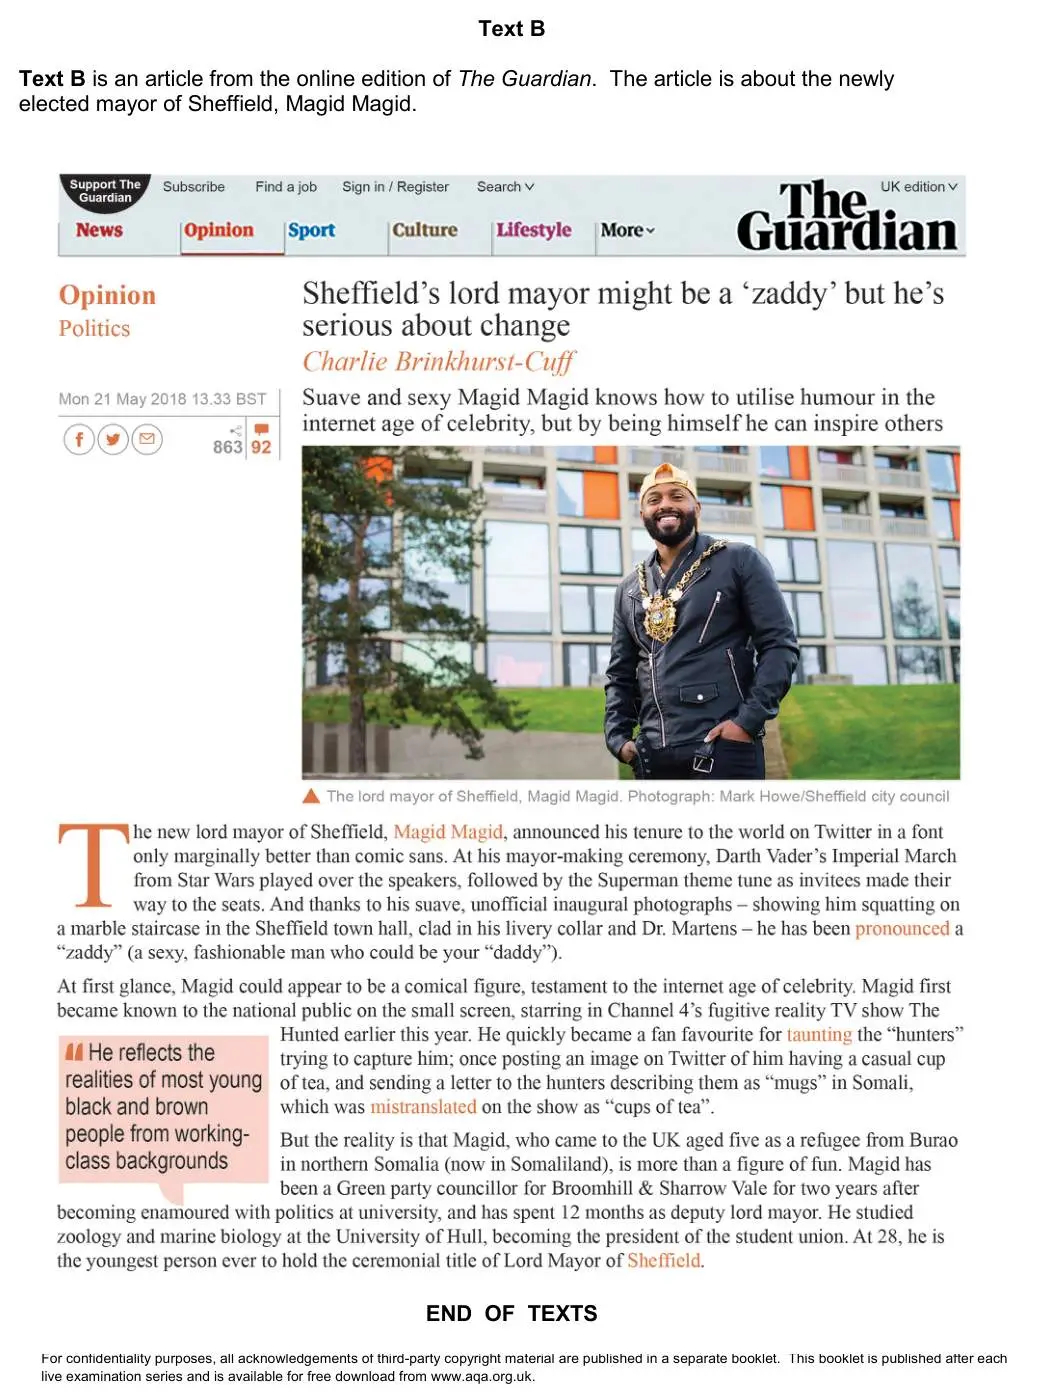 Text B
Text B is an article from the online edition of The Guardian. The article is about the newly
elected mayor of Sheffield, Magid Magid.
Support The
Guardian
Subscribe
Find a job
Sign in / Register
Search
UK edition
The
Guardian
News
Opinion
Sport
Culture
Lifestyle
More
Opinion
Politics
Sheffield’s lord mayor might be a ‘zaddy’ but he’s
serious about change
Charlie Brinkhurst-Cuff
Mon 21 May 2018 13.33 BST
863
92
Suave and sexy Magid Magid knows how to utilise humour in the
internet age of celebrity, but by being himself he can inspire others
The lord mayor of Sheffield, Magid Magid. Photograph: Mark Howe/Sheffield city council
The new lord mayor of Sheffield, Magid Magid, announced his tenure to the world on Twitter in a font
only marginally better than comic sans. At his mayor-making ceremony, Darth Vader’s Imperial March
from Star Wars played over the speakers, followed by the Superman theme tune as invitees made their
way to the seats. And thanks to his suave, unofficial inaugural photographs – showing him squatting on
a marble staircase in the Sheffield town hall, clad in his livery collar and Dr. Martens – he has been pronounced a
“zaddy” (a sexy, fashionable man who could be your “daddy”).
At first glance, Magid could appear to be a comical figure, testament to the internet age of celebrity. Magid first
became known to the national public on the small screen, starring in Channel 4’s fugitive reality TV show The
Hunted earlier this year. He quickly became a fan favourite for taunting the “hunters”
trying to capture him; once posting an image on Twitter of him having a casual cup
of tea, and sending a letter to the hunters describing them as “mugs” in Somali,
which was mistranslated on the show as “cups of tea”.
He reflects the
realities of most young
black and brown
people from working-
class backgrounds
But the reality is that Magid, who came to the UK aged five as a refugee from Burao
in northern Somalia (now in Somaliland), is more than a figure of fun. Magid has
been a Green party councillor for Broomhill & Sharrow Vale for two years after
becoming enamoured with politics at university, and has spent 12 months as deputy lord mayor. He studied
zoology and marine biology at the University of Hull, becoming the president of the student union. At 28, he is
the youngest person ever to hold the ceremonial title of Lord Mayor of Sheffield.
END OF TEXTS
For confidentiality purposes, all acknowledgements of third-party copyright material are published in a separate booklet. This booklet is published after each
live examination series and is available for free download from www.aqa.org.uk.